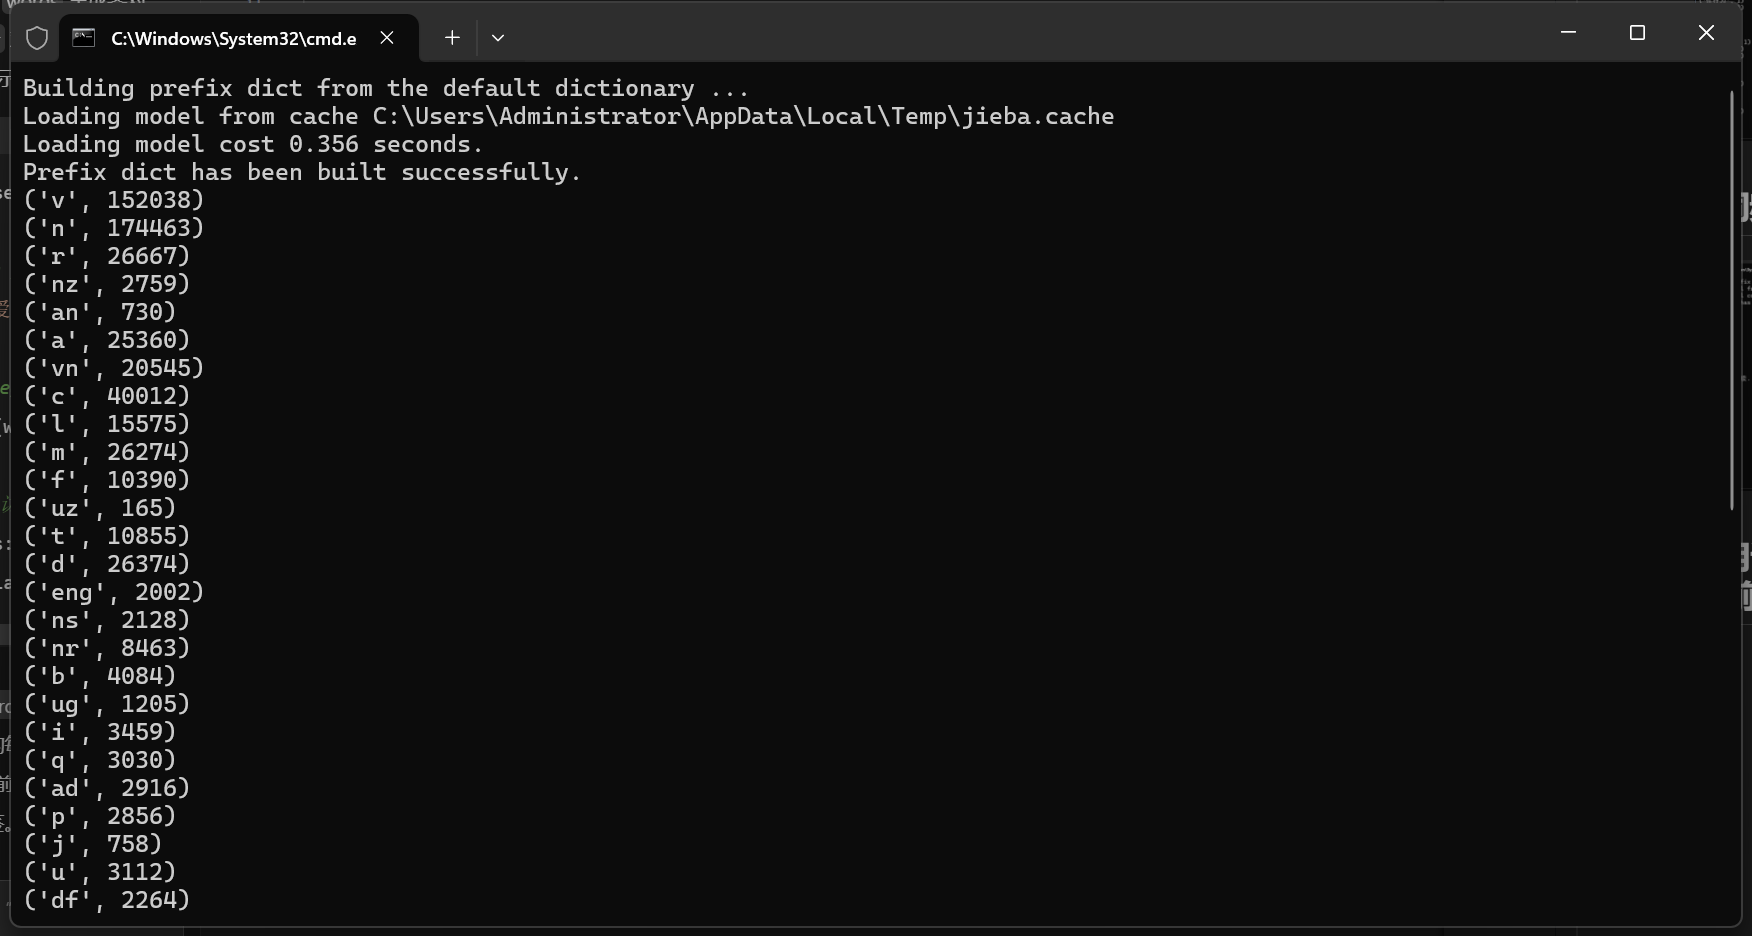 C:\Windows\System32\cmd.e
Building prefix dict from the default dictionary ...
Loading model from cache C:\Users\Administrator\AppData\Local\Temp\jieba.cache
Loading model cost 0.356 seconds.
Prefix dict has been built successfully.
('v', 152038)
('n', 174463)
('r', 26667)
('nz', 2759)
('an', 730)
('a', 25360)
('vn', 20545)
('c', 40012)
('l', 15575)
('m', 26274)
('f', 10390)
('uz', 165)
('t', 10855)
('d', 26374)
('eng', 2002)
('ns', 2128)
('nr', 8463)
('b', 4084)
('ug', 1205)
('i', 3459)
('q', 3030)
('ad', 2916)
('p', 2856)
('j', 758)
('u', 3112)
('df', 2264)